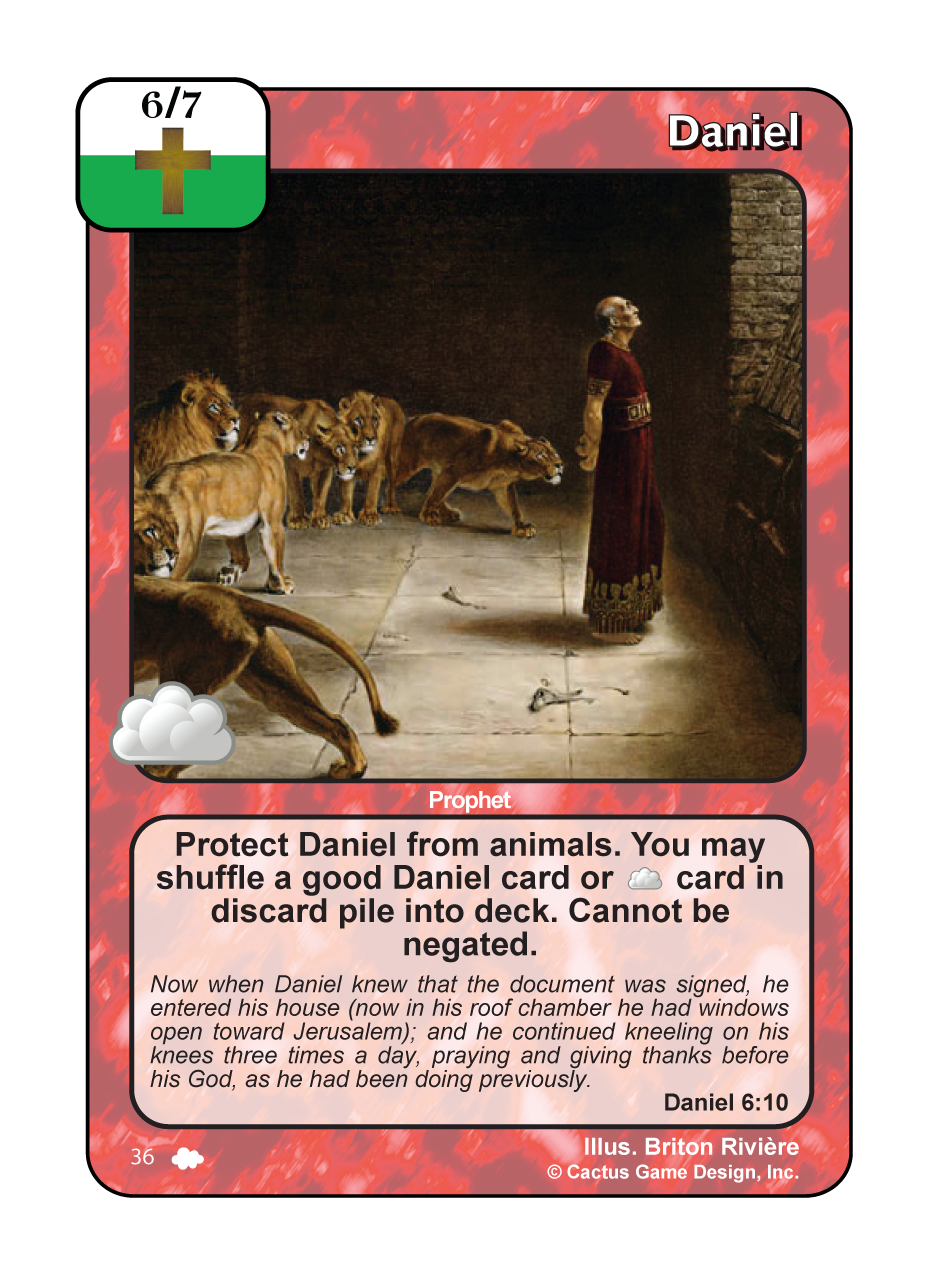 6/7
Daniel
Prophet
Protect Daniel from animals. You may
shuffle a good Daniel card or card in
discard pile into deck. Cannot be
negated.
Now when Daniel knew that the document was signed, he
entered his house (now in his roof chamber he had windows
open toward Jerusalem); and he continued kneeling on his
knees three times a day, praying and giving thanks before
his God, as he had been doing previously.
Daniel 6:10
36
Illus. Briton Rivière
© Cactus Game Design, Inc.